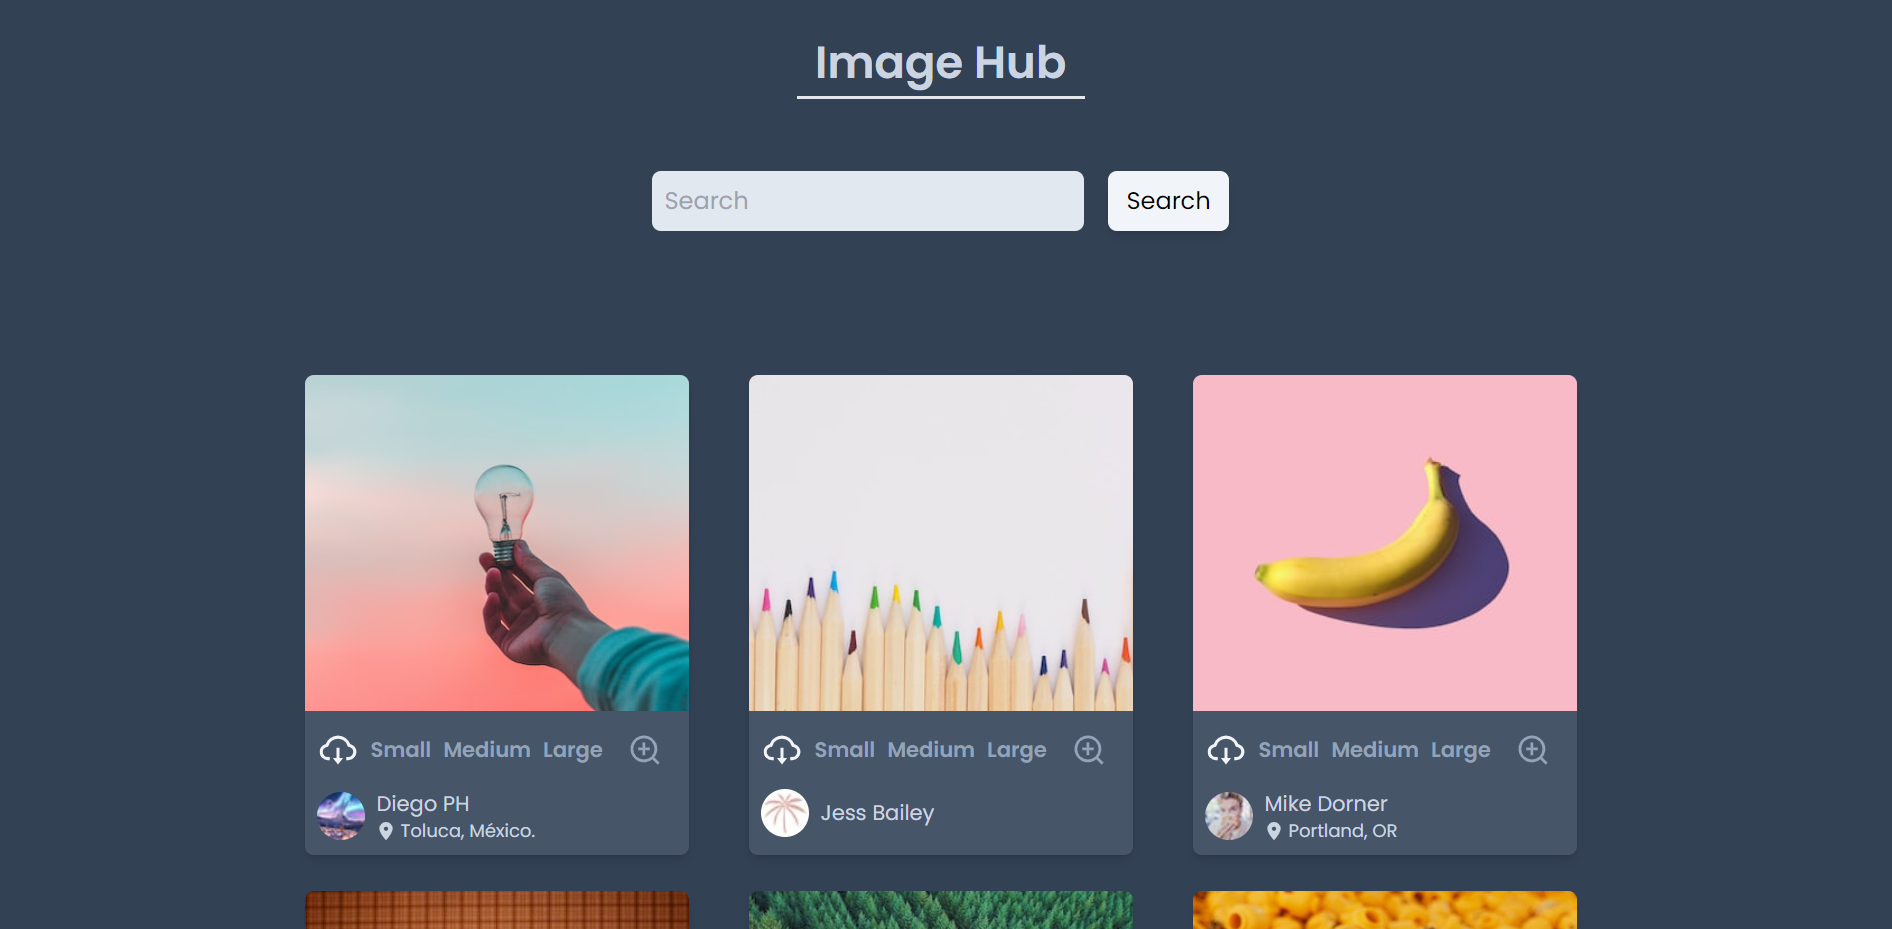 Image Hub
Search Search
Small Medium Large
Diego PH
Toluca, México.
Small Medium Large
Jess Bailey
Small Medium Large
Mike Dorner
Portland, OR